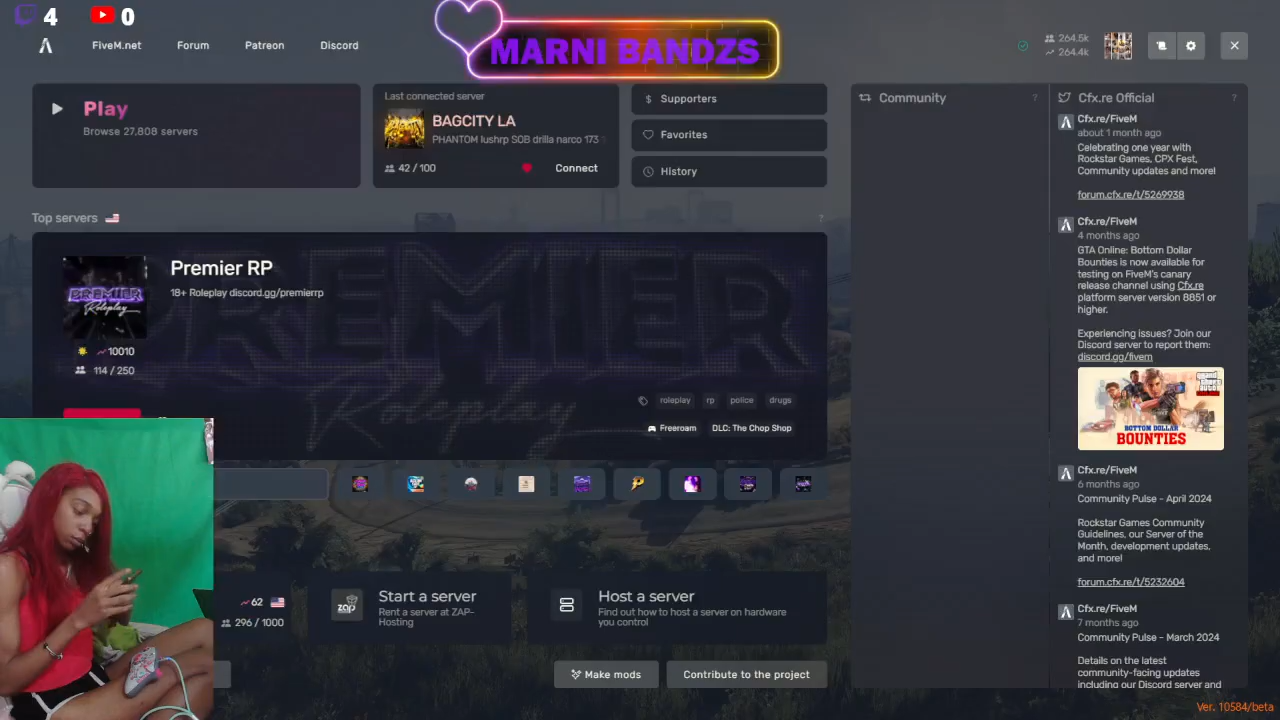 4
0
MARNI BANDZS
FiveM.net
Forum
Patreon
Discord
264.5k
264.4k
Play
Browse 27,808 servers
Last connected server
BAGCITY LA
PHANTOM lushrp SOB drilla narco 173
42 / 100
Connect
Supporters
Favorites
History
Top servers
?
Premier RP
18+ Roleplay discord.gg/premierrp
PREMIER
Roleplay
PREMIER
Roleplay
10010
114 / 250
roleplay
rp
police
drugs
Freeroam
DLC: The Chop Shop
62
296 / 1000
ZAP
Start a server
Rent a server at ZAP-
Hosting
Host a server
Find out how to host a server on hardware
you control
Make mods
Contribute to the project
Community
?
Cfx.re Official
?
Cfx.re/FiveM
about 1 month ago
Celebrating one year with
Rockstar Games, CPX Fest,
Community updates and more!
forum.cfx.re/t/5269938
Cfx.re/FiveM
4 months ago
GTA Online: Bottom Dollar
Bounties is now available for
testing on FiveM's canary
release channel using Cfx.re
platform server version 8851 or
higher.
Experiencing issues? Join our
Discord server to report them:
discord.gg/fivem
BOTTOM DOLLAR
BOUNTIES
Cfx.re/FiveM
6 months ago
Community Pulse - April 2024
Rockstar Games Community
Guidelines, our Server of the
Month, development updates,
and more!
forum.cfx.re/t/5232604
Cfx.re/FiveM
7 months ago
Community Pulse - March 2024
Details on the latest
community-facing updates
including our Discord server and
Ver. 10584/beta